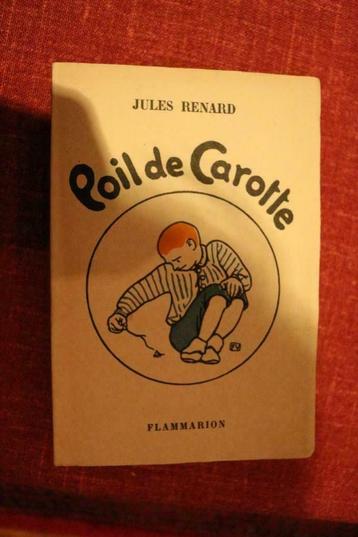 JULES RENARD
Poil de Carotte
FLAMMARION